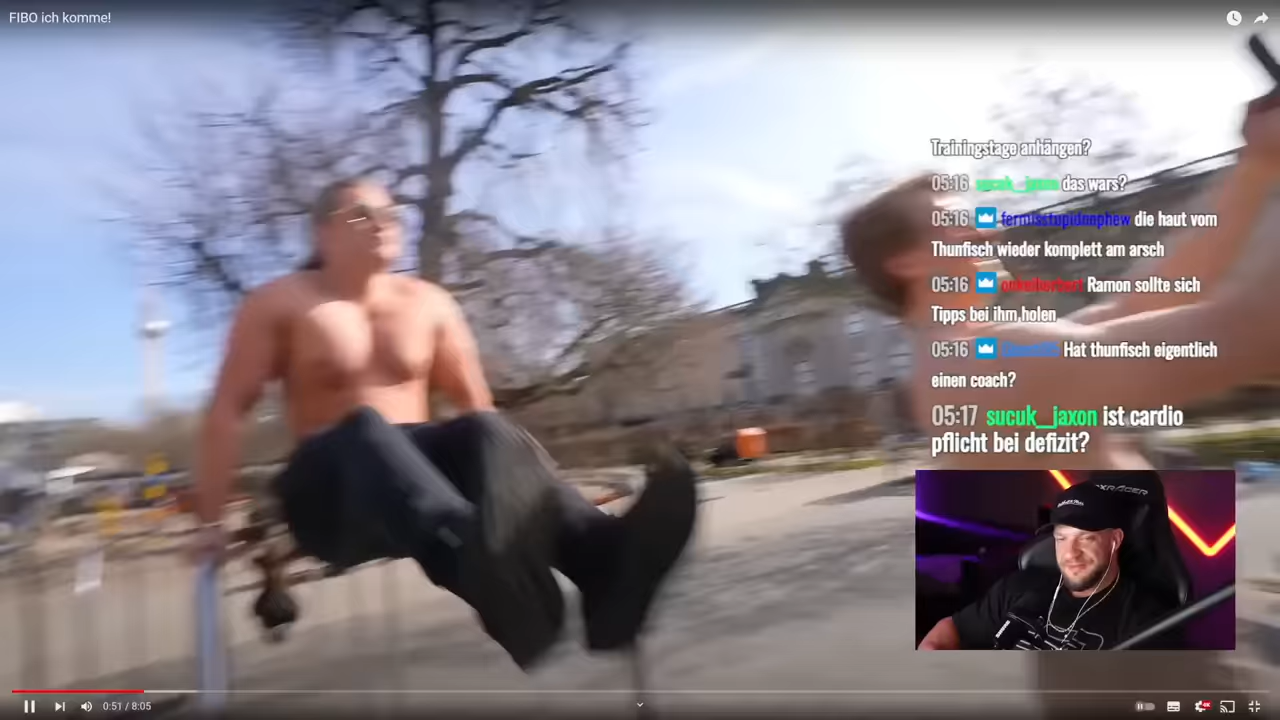 FIBO ich komme!
Trainingstage anhängen?
05:16 sucuk_jaxon das wars?
05:16 fermisstupidnephew die haut vom
Thunfisch wieder komplett am arsch
05:16 Ramon sollte sich
Tipps bei ihm holen
05:16 Hat thunfisch eigentlich
einen coach?
05:17 sucuk_jaxon ist cardio
pflicht bei defizit?
XRACER
0:51 / 8:05